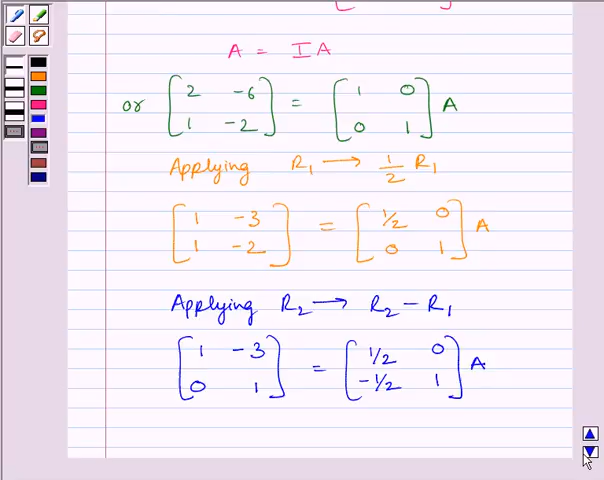 A = IA
or [2 -6 = [1 0 A
1 -2] 0 1]
Applying R₁ → 1/2 R₁
[1 -3 = [1/2 0 A
1 -2] 0 1]
Applying R₂ → R₂ - R₁
[1 -3 = [1/2 0 A
0 1] -1/2 1]